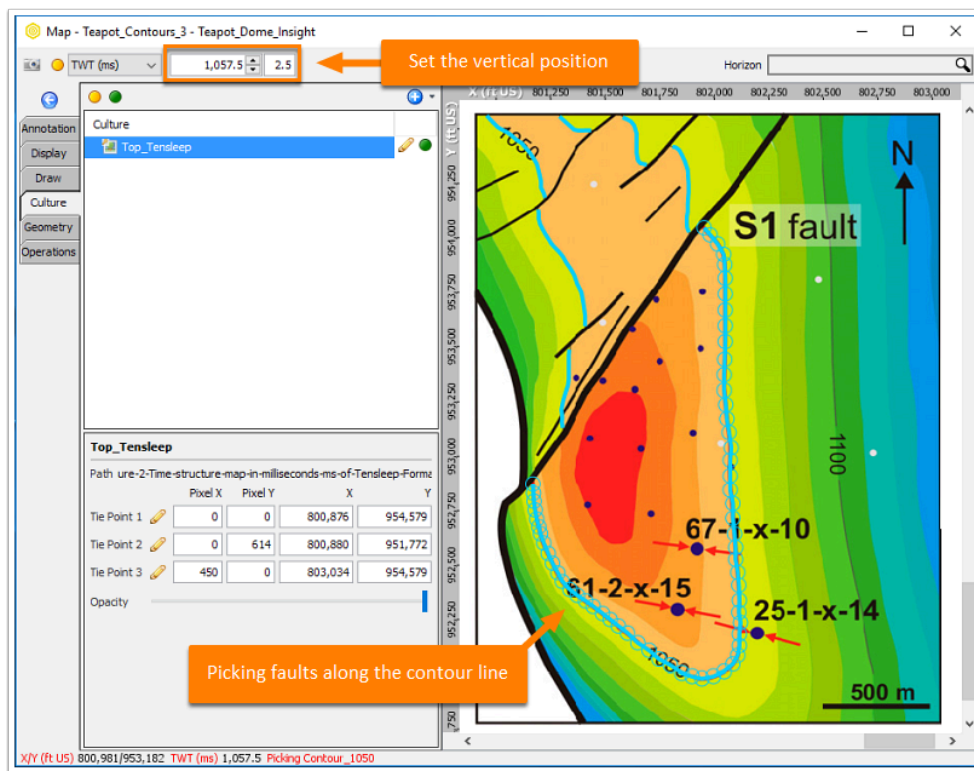 Map - Teapot_Contours_3 - Teapot_Dome_Insight
TWT (ms) 1,057.5 2.5
Set the vertical position
Horizon
Annotation
Display
Draw
Culture
Geometry
Operations
Culture
Top_Tensleep
Top_Tensleep
Path ure-2-Time-structure-map-in-miliseconds-ms-of-Tensleep-Forma
Pixel X Pixel Y X Y
Tie Point 1 0 0 800,876 954,579
Tie Point 2 0 614 800,880 951,772
Tie Point 3 450 0 803,034 954,579
Opacity
X (ft US) 801,250 801,500 801,750 802,000 802,250 802,500 802,750 803,000
Y (ft US)
954,250
954,000
953,750
953,500
953,250
953,000
952,750
952,500
952,250
,750
1050
N
S1 fault
1100
67-1-x-10
61-2-x-15
25-1-x-14
1050
500 m
Picking faults along the contour line
X/Y (ft US) 800,981/953,182 TWT (ms) 1,057.5 Picking Contour_1050